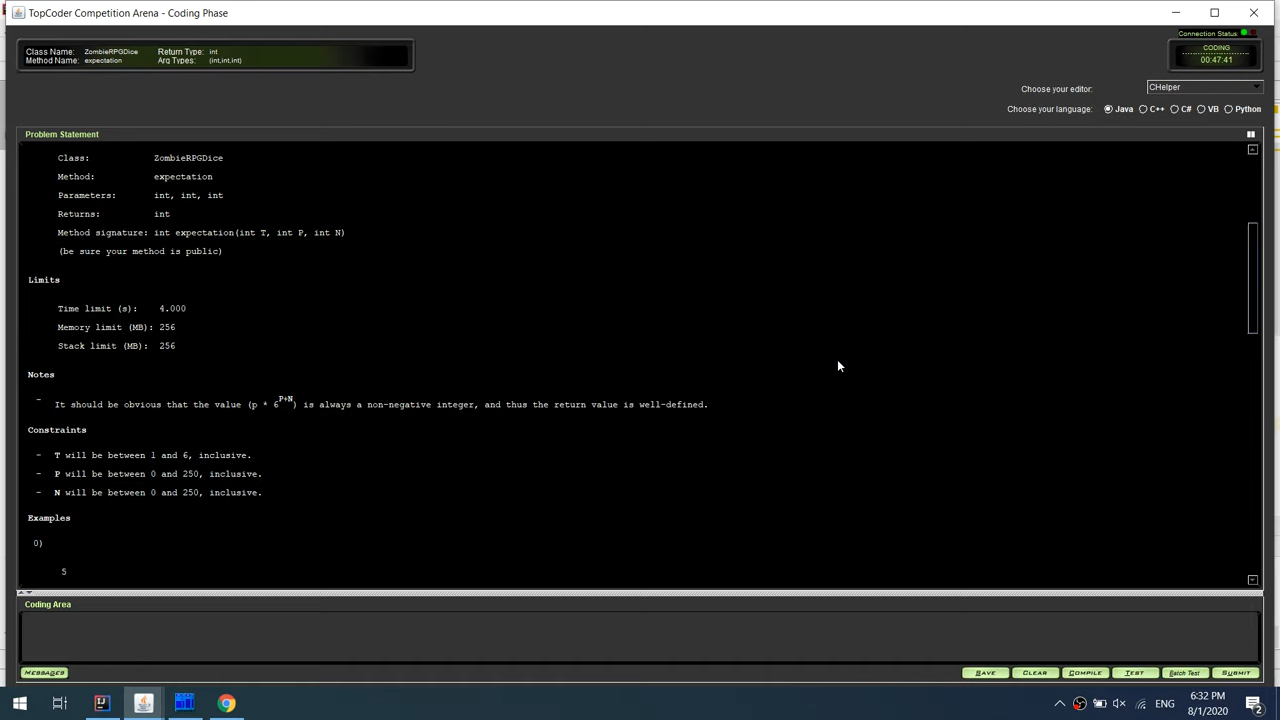 TopCoder Competition Arena - Coding Phase
Connection Status
Class Name: ZombieRPGDice Return Type: int
Method Name: expectation Arg Types: (int,int,int)
CODING
00:47:41
Choose your editor: CHelper
Choose your language: Java C++ C# VB Python
Problem Statement
Class: ZombieRPGDice
Method: expectation
Parameters: int, int, int
Returns: int
Method signature: int expectation(int T, int P, int N)
(be sure your method is public)
Limits
Time limit (s): 4.000
Memory limit (MB): 256
Stack limit (MB): 256
Notes
- It should be obvious that the value (p * 6^P+N) is always a non-negative integer, and thus the return value is well-defined.
Constraints
- T will be between 1 and 6, inclusive.
- P will be between 0 and 250, inclusive.
- N will be between 0 and 250, inclusive.
Examples
0)
5
Coding Area
MESSAGES SAVE CLEAR COMPILE TEST Batch Test SUBMIT
6:32 PM
ENG
8/1/2020
2